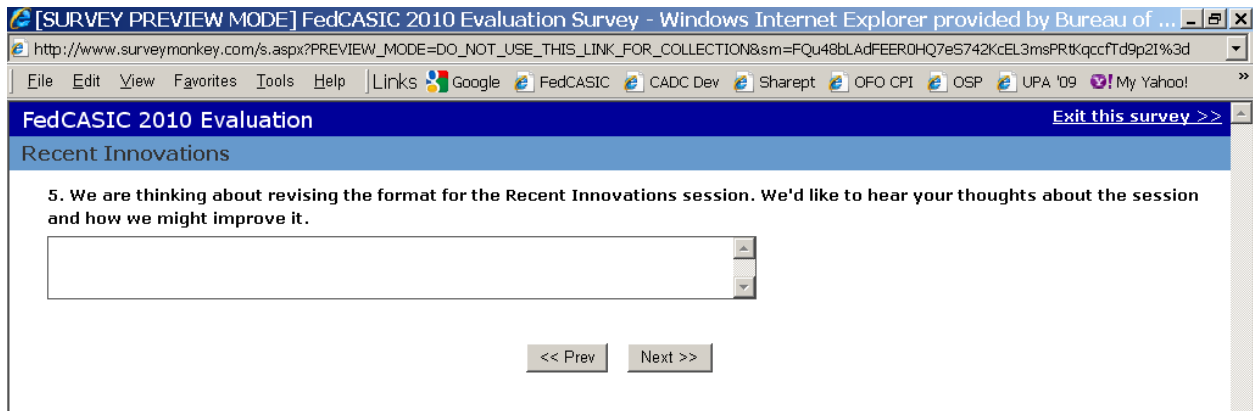 [SURVEY PREVIEW MODE] FedCASIC 2010 Evaluation Survey - Windows Internet Explorer provided by Bureau of ...
http://www.surveymonkey.com/s.aspx?PREVIEW_MODE=DO_NOT_USE_THIS_LINK_FOR_COLLECTION&sm=FQu48bLAdFEER0HQ7eS742KcEL3msPRtKqccfTd9p2I%3d
File Edit View Favorites Tools Help Links Google FedCASIC CADC Dev Sharept OFO CPI OSP UPA '09 My Yahoo! »
FedCASIC 2010 Evaluation Exit this survey >>
Recent Innovations
5. We are thinking about revising the format for the Recent Innovations session. We'd like to hear your thoughts about the session
and how we might improve it.
<< Prev Next >>